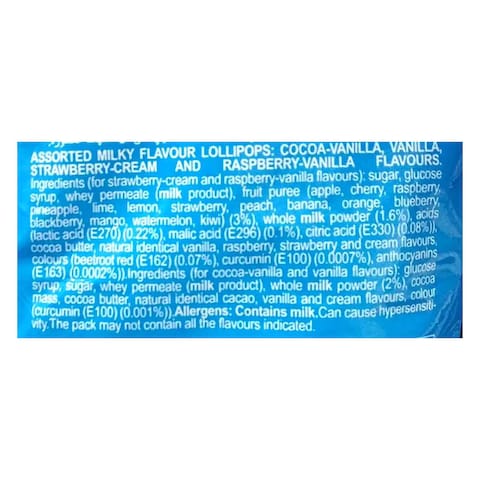 ASSORTED MILKY FLAVOUR LOLLIPOPS: COCOA-VANILLA, VANILLA,
STRAWBERRY-CREAM AND RASPBERRY-VANILLA FLAVOURS.
Ingredients (for strawberry-cream and raspberry-vanilla flavours): sugar, glucose
syrup, whey permeate (milk product), fruit puree (apple, cherry, raspberry,
pineapple, lime, lemon, strawberry, peach, banana, orange, blueberry,
blackberry, mango, watermelon, kiwi) (3%), whole milk powder (1.6%), acids
(lactic acid (E270) (0.22%), malic acid (E296) (0.1%), citric acid (E330) (0.08%)),
cocoa butter, natural identical vanilla, raspberry, strawberry and cream flavours,
colours (beetroot red (E162) (0.07%), curcumin (E100) (0.0007%), anthocyanins
(E163) (0.0002%)).Ingredients (for cocoa-vanilla and vanilla flavours): glucose
syrup, sugar, whey permeate (milk product), whole milk powder (2%), cocoa
mass, cocoa butter, natural identical cacao, vanilla and cream flavours, colour
(curcumin (E100) (0.001%)).Allergens: Contains milk.Can cause hypersensiti-
vity.The pack may not contain all the flavours indicated.